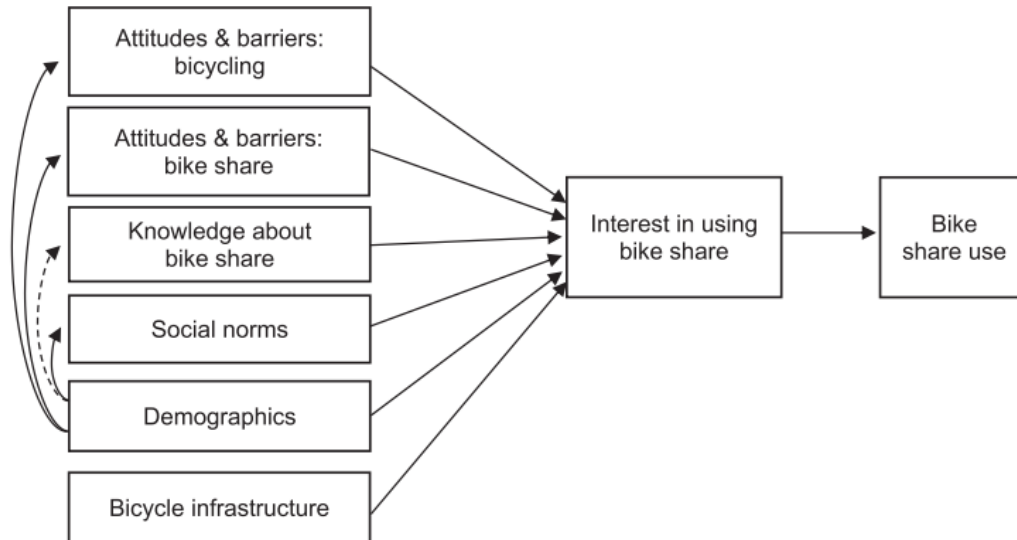 Attitudes & barriers:
bicycling
Attitudes & barriers:
bike share
Knowledge about
bike share
Social norms
Demographics
Bicycle infrastructure
Interest in using
bike share
Bike
share use